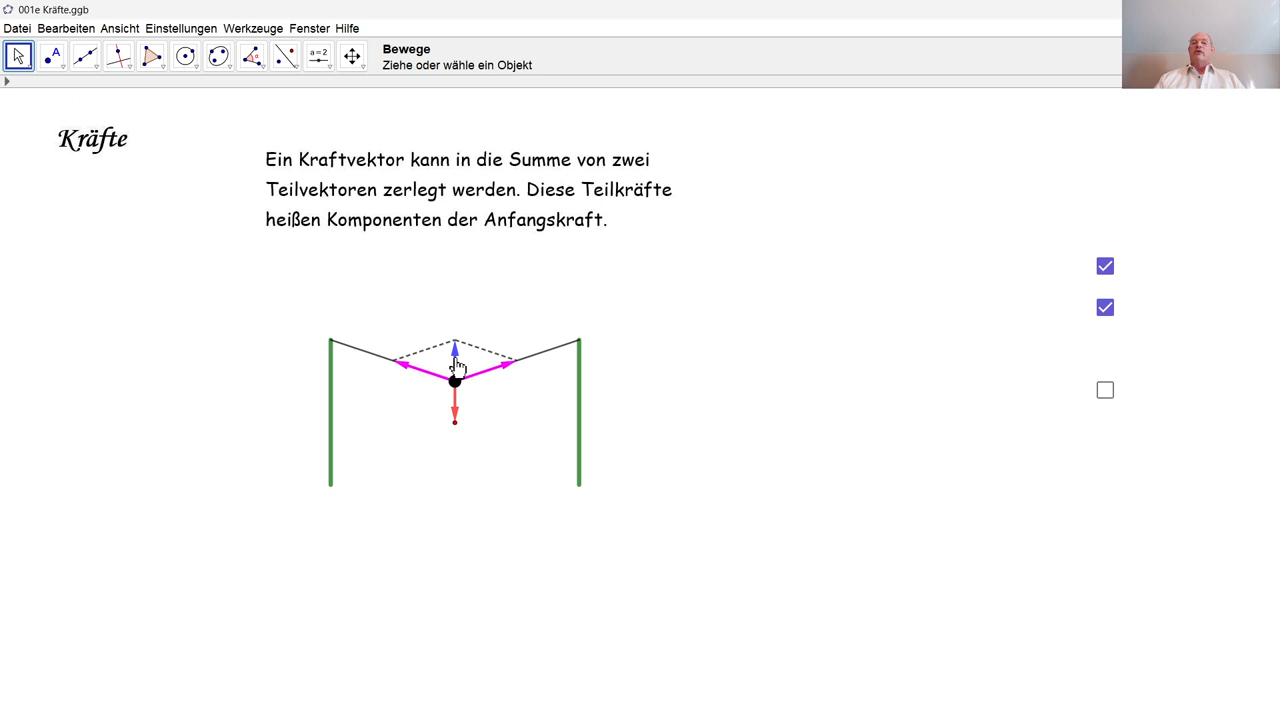 001e Kräfte.ggb
Datei Bearbeiten Ansicht Einstellungen Verwaltung Werkzeuge Fenster Hilfe
A
a=2
Bewege
Ziehe oder wähle ein Objekt
Kräfte
Ein Kraftvektor kann in die Summe von zwei
Teilvektoren zerlegt werden. Diese Teilkräfte
heißen Komponenten der Anfangskraft.